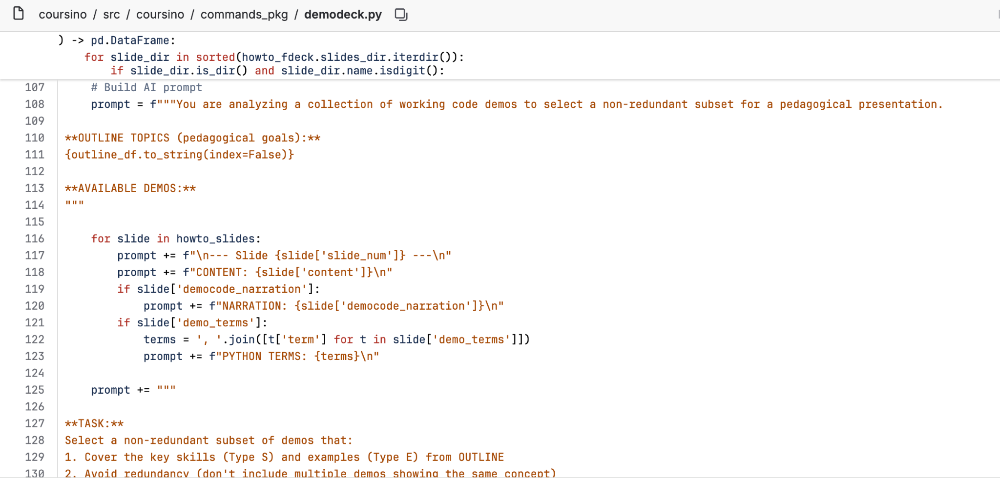 coursino / src / coursino / commands_pkg / demodeck.py
) -> pd.DataFrame:
    for slide_dir in sorted(howto_fdeck.slides_dir.iterdir()):
        if slide_dir.is_dir() and slide_dir.name.isdigit():
107     # Build AI prompt
108     prompt = f"""You are analyzing a collection of working code demos to select a non-redundant subset for a pedagogical presentation.
109
110 **OUTLINE TOPICS (pedagogical goals):**
111 {outline_df.to_string(index=False)}
112
113 **AVAILABLE DEMOS:**
114 """
115
116     for slide in howto_slides:
117         prompt += f"\n--- Slide {slide['slide_num']} ---\n"
118         prompt += f"CONTENT: {slide['content']}\n"
119         if slide['democode_narration']:
120             prompt += f"NARRATION: {slide['democode_narration']}\n"
121         if slide['demo_terms']:
122             terms = ', '.join([t['term'] for t in slide['demo_terms']])
123             prompt += f"PYTHON TERMS: {terms}\n"
124
125     prompt += """
126
127 **TASK:**
128 Select a non-redundant subset of demos that:
129 1. Cover the key skills (Type S) and examples (Type E) from OUTLINE
130 2. Avoid redundancy (don't include multiple demos showing the same concept)